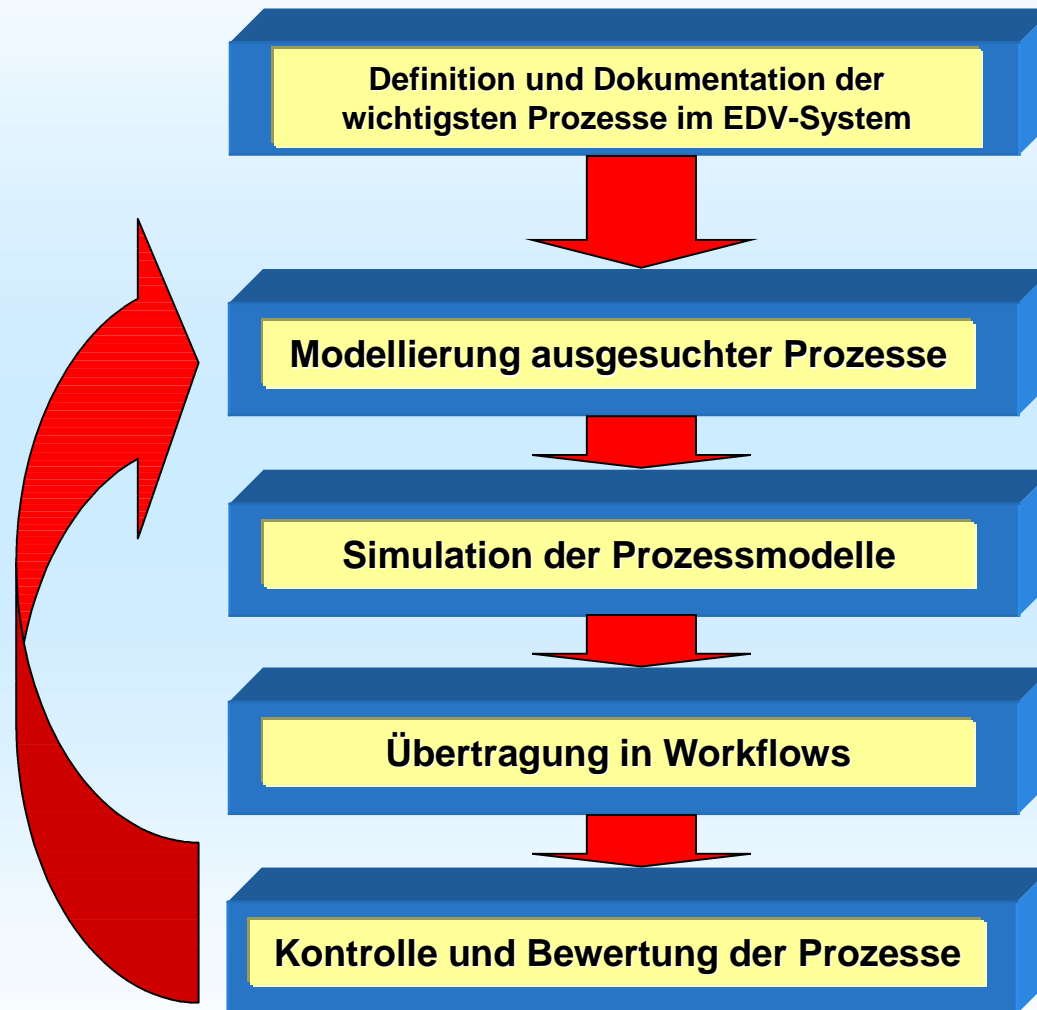 Definition und Dokumentation der
wichtigsten Prozesse im EDV-System
Modellierung ausgesuchter Prozesse
Simulation der Prozessmodelle
Übertragung in Workflows
Kontrolle und Bewertung der Prozesse